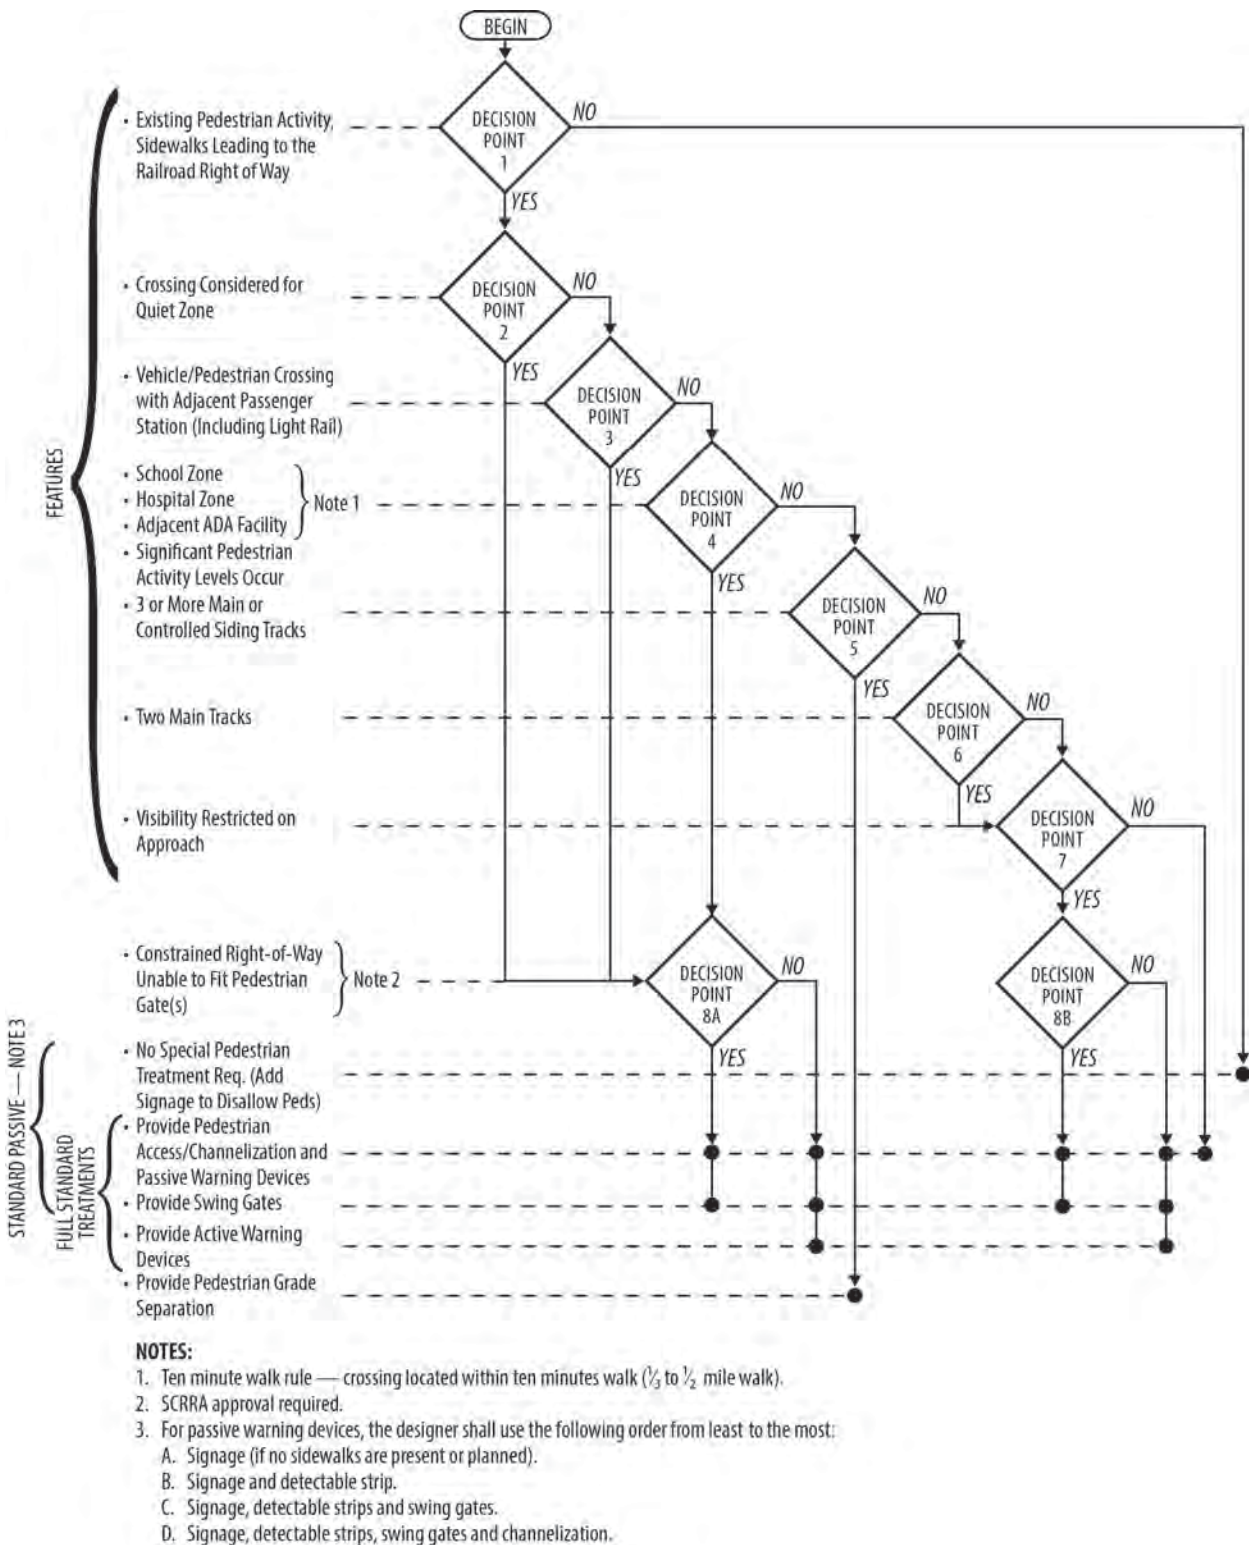 BEGIN
DECISION
POINT
1
NO
YES
• Existing Pedestrian Activity,
Sidewalks Leading to the
Railroad Right of Way
DECISION
POINT
2
NO
YES
• Crossing Considered for
Quiet Zone
DECISION
POINT
3
NO
YES
• Vehicle/Pedestrian Crossing
with Adjacent Passenger
Station (Including Light Rail)
FEATURES
• School Zone
• Hospital Zone
• Adjacent ADA Facility
Note 1
DECISION
POINT
4
NO
YES
• Significant Pedestrian
Activity Levels Occur
• 3 or More Main or
Controlled Siding Tracks
DECISION
POINT
5
NO
YES
• Two Main Tracks
DECISION
POINT
6
NO
YES
• Visibility Restricted on
Approach
DECISION
POINT
7
NO
YES
• Constrained Right-of-Way
Unable to Fit Pedestrian
Gate(s)
Note 2
DECISION
POINT
8A
NO
YES
DECISION
POINT
8B
NO
YES
STANDARD PASSIVE — NOTE 3
FULL STANDARD
TREATMENTS
• No Special Pedestrian
Treatment Req. (Add
Signage to Disallow Peds)
• Provide Pedestrian
Access/Channelization and
Passive Warning Devices
• Provide Swing Gates
• Provide Active Warning
Devices
• Provide Pedestrian Grade
Separation
NOTES:
1. Ten minute walk rule — crossing located within ten minutes walk (⅓ to ½ mile walk).
2. SCRRA approval required.
3. For passive warning devices, the designer shall use the following order from least to the most:
A. Signage (if no sidewalks are present or planned).
B. Signage and detectable strip.
C. Signage, detectable strips and swing gates.
D. Signage, detectable strips, swing gates and channelization.